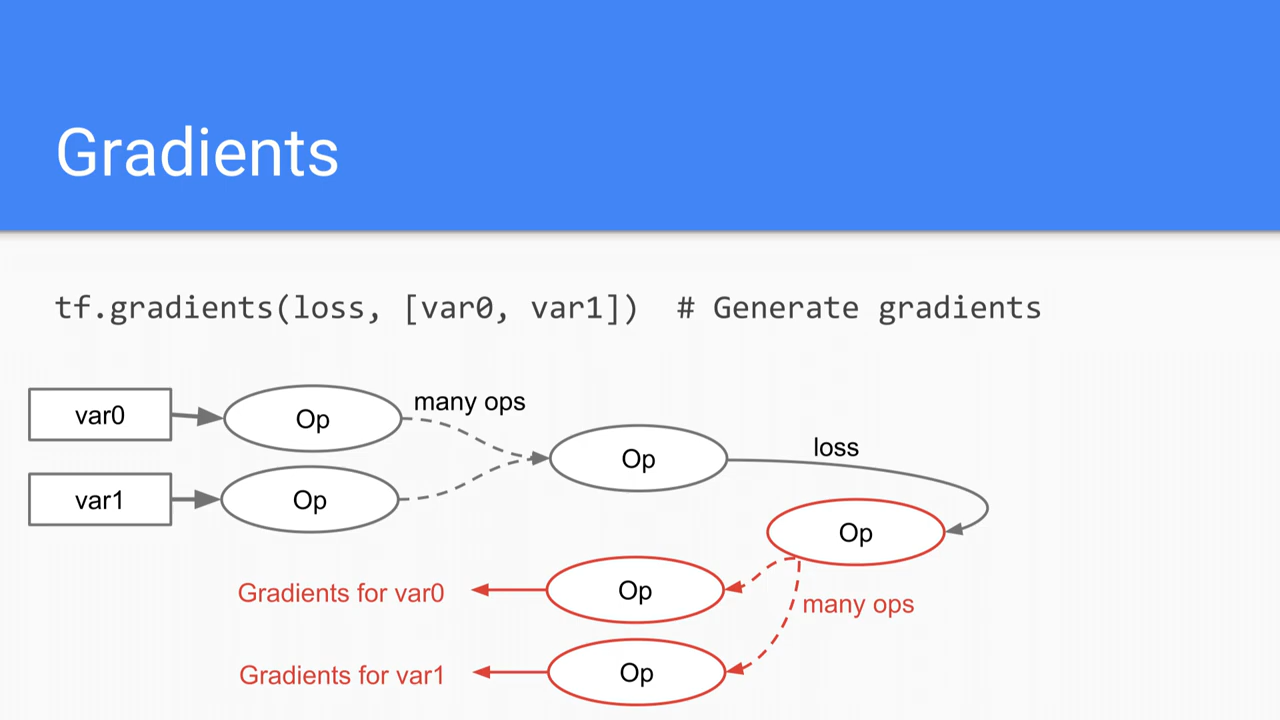 Gradients
tf.gradients(loss, [var0, var1])  # Generate gradients
var0
Op
many ops
Op
loss
var1
Op
Op
Gradients for var0
Op
many ops
Gradients for var1
Op